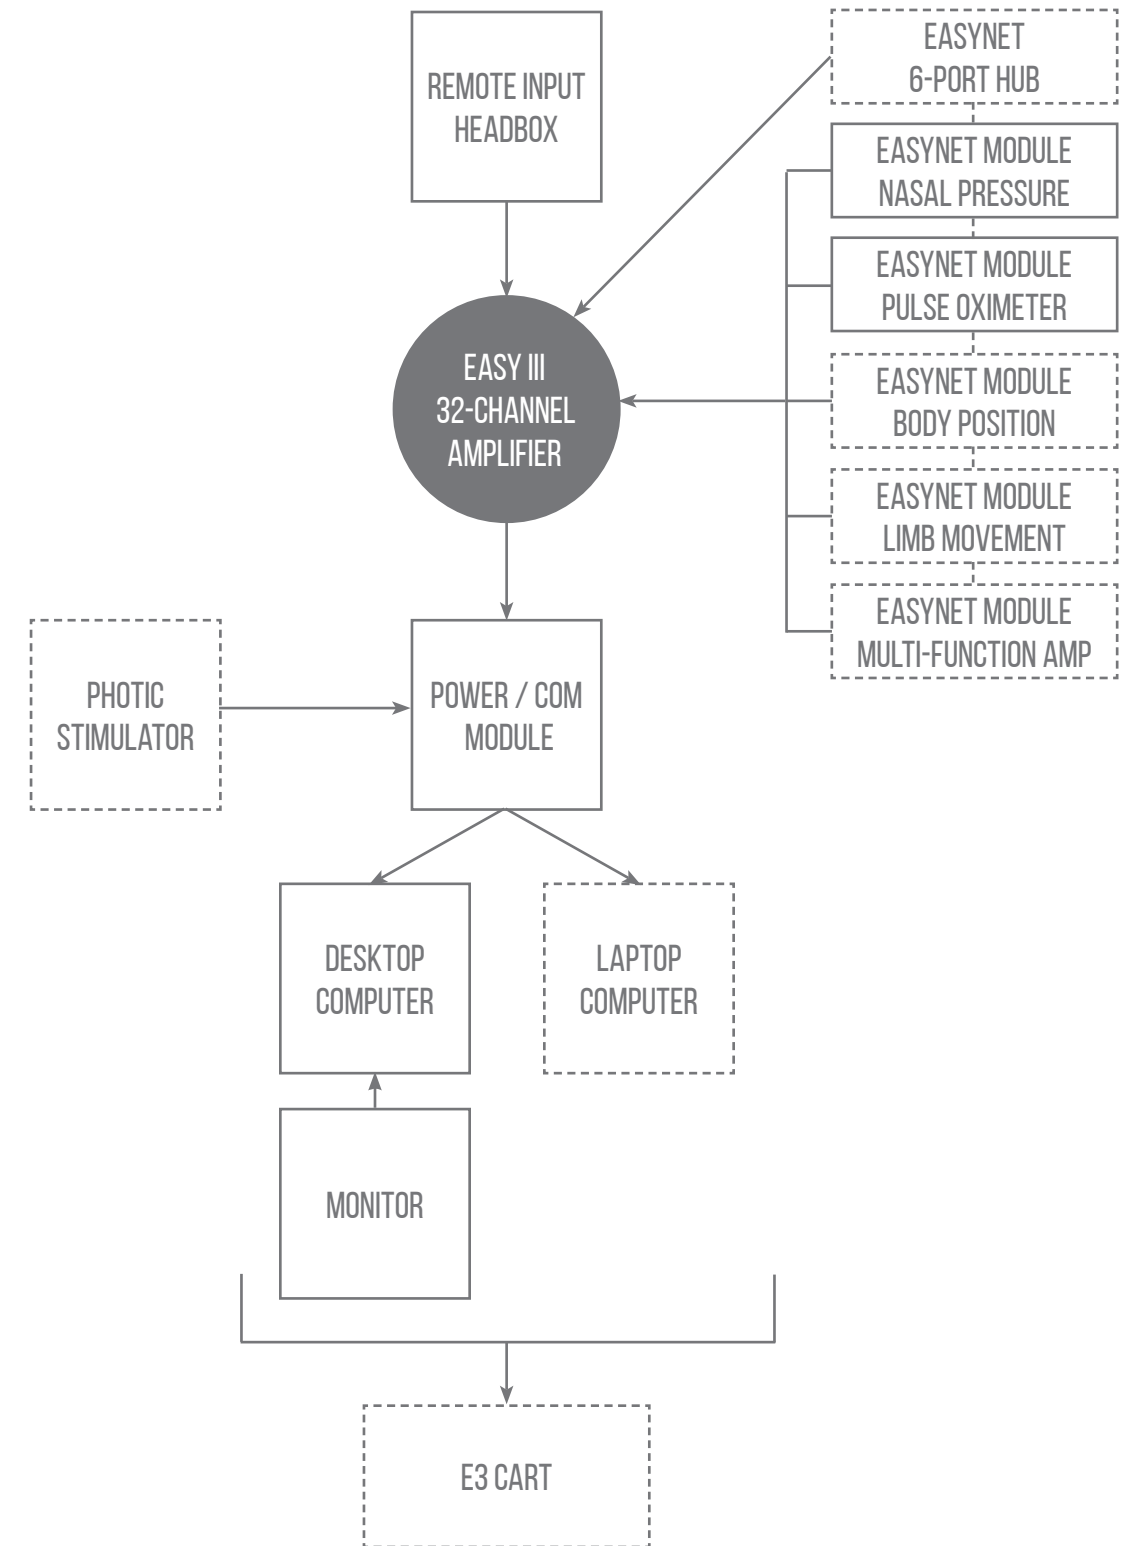 REMOTE INPUT
HEADBOX
EASYNET
6-PORT HUB
EASYNET MODULE
NASAL PRESSURE
EASYNET MODULE
PULSE OXIMETER
EASYNET MODULE
BODY POSITION
EASYNET MODULE
LIMB MOVEMENT
EASYNET MODULE
MULTI-FUNCTION AMP
EASY III
32-CHANNEL
AMPLIFIER
PHOTIC
STIMULATOR
POWER / COM
MODULE
DESKTOP
COMPUTER
LAPTOP
COMPUTER
MONITOR
E3 CART